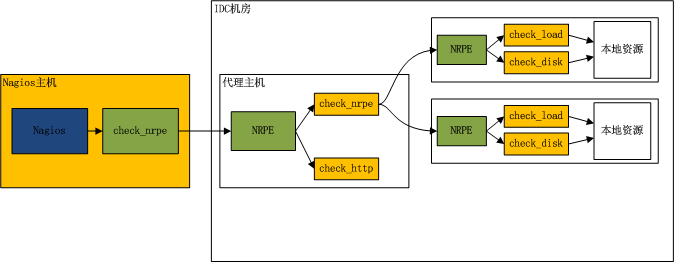 IDC机房
Nagios主机
Nagios
check_nrpe
代理主机
NRPE
check_nrpe
check_http
NRPE
check_load
check_disk
本地资源
NRPE
check_load
check_disk
本地资源